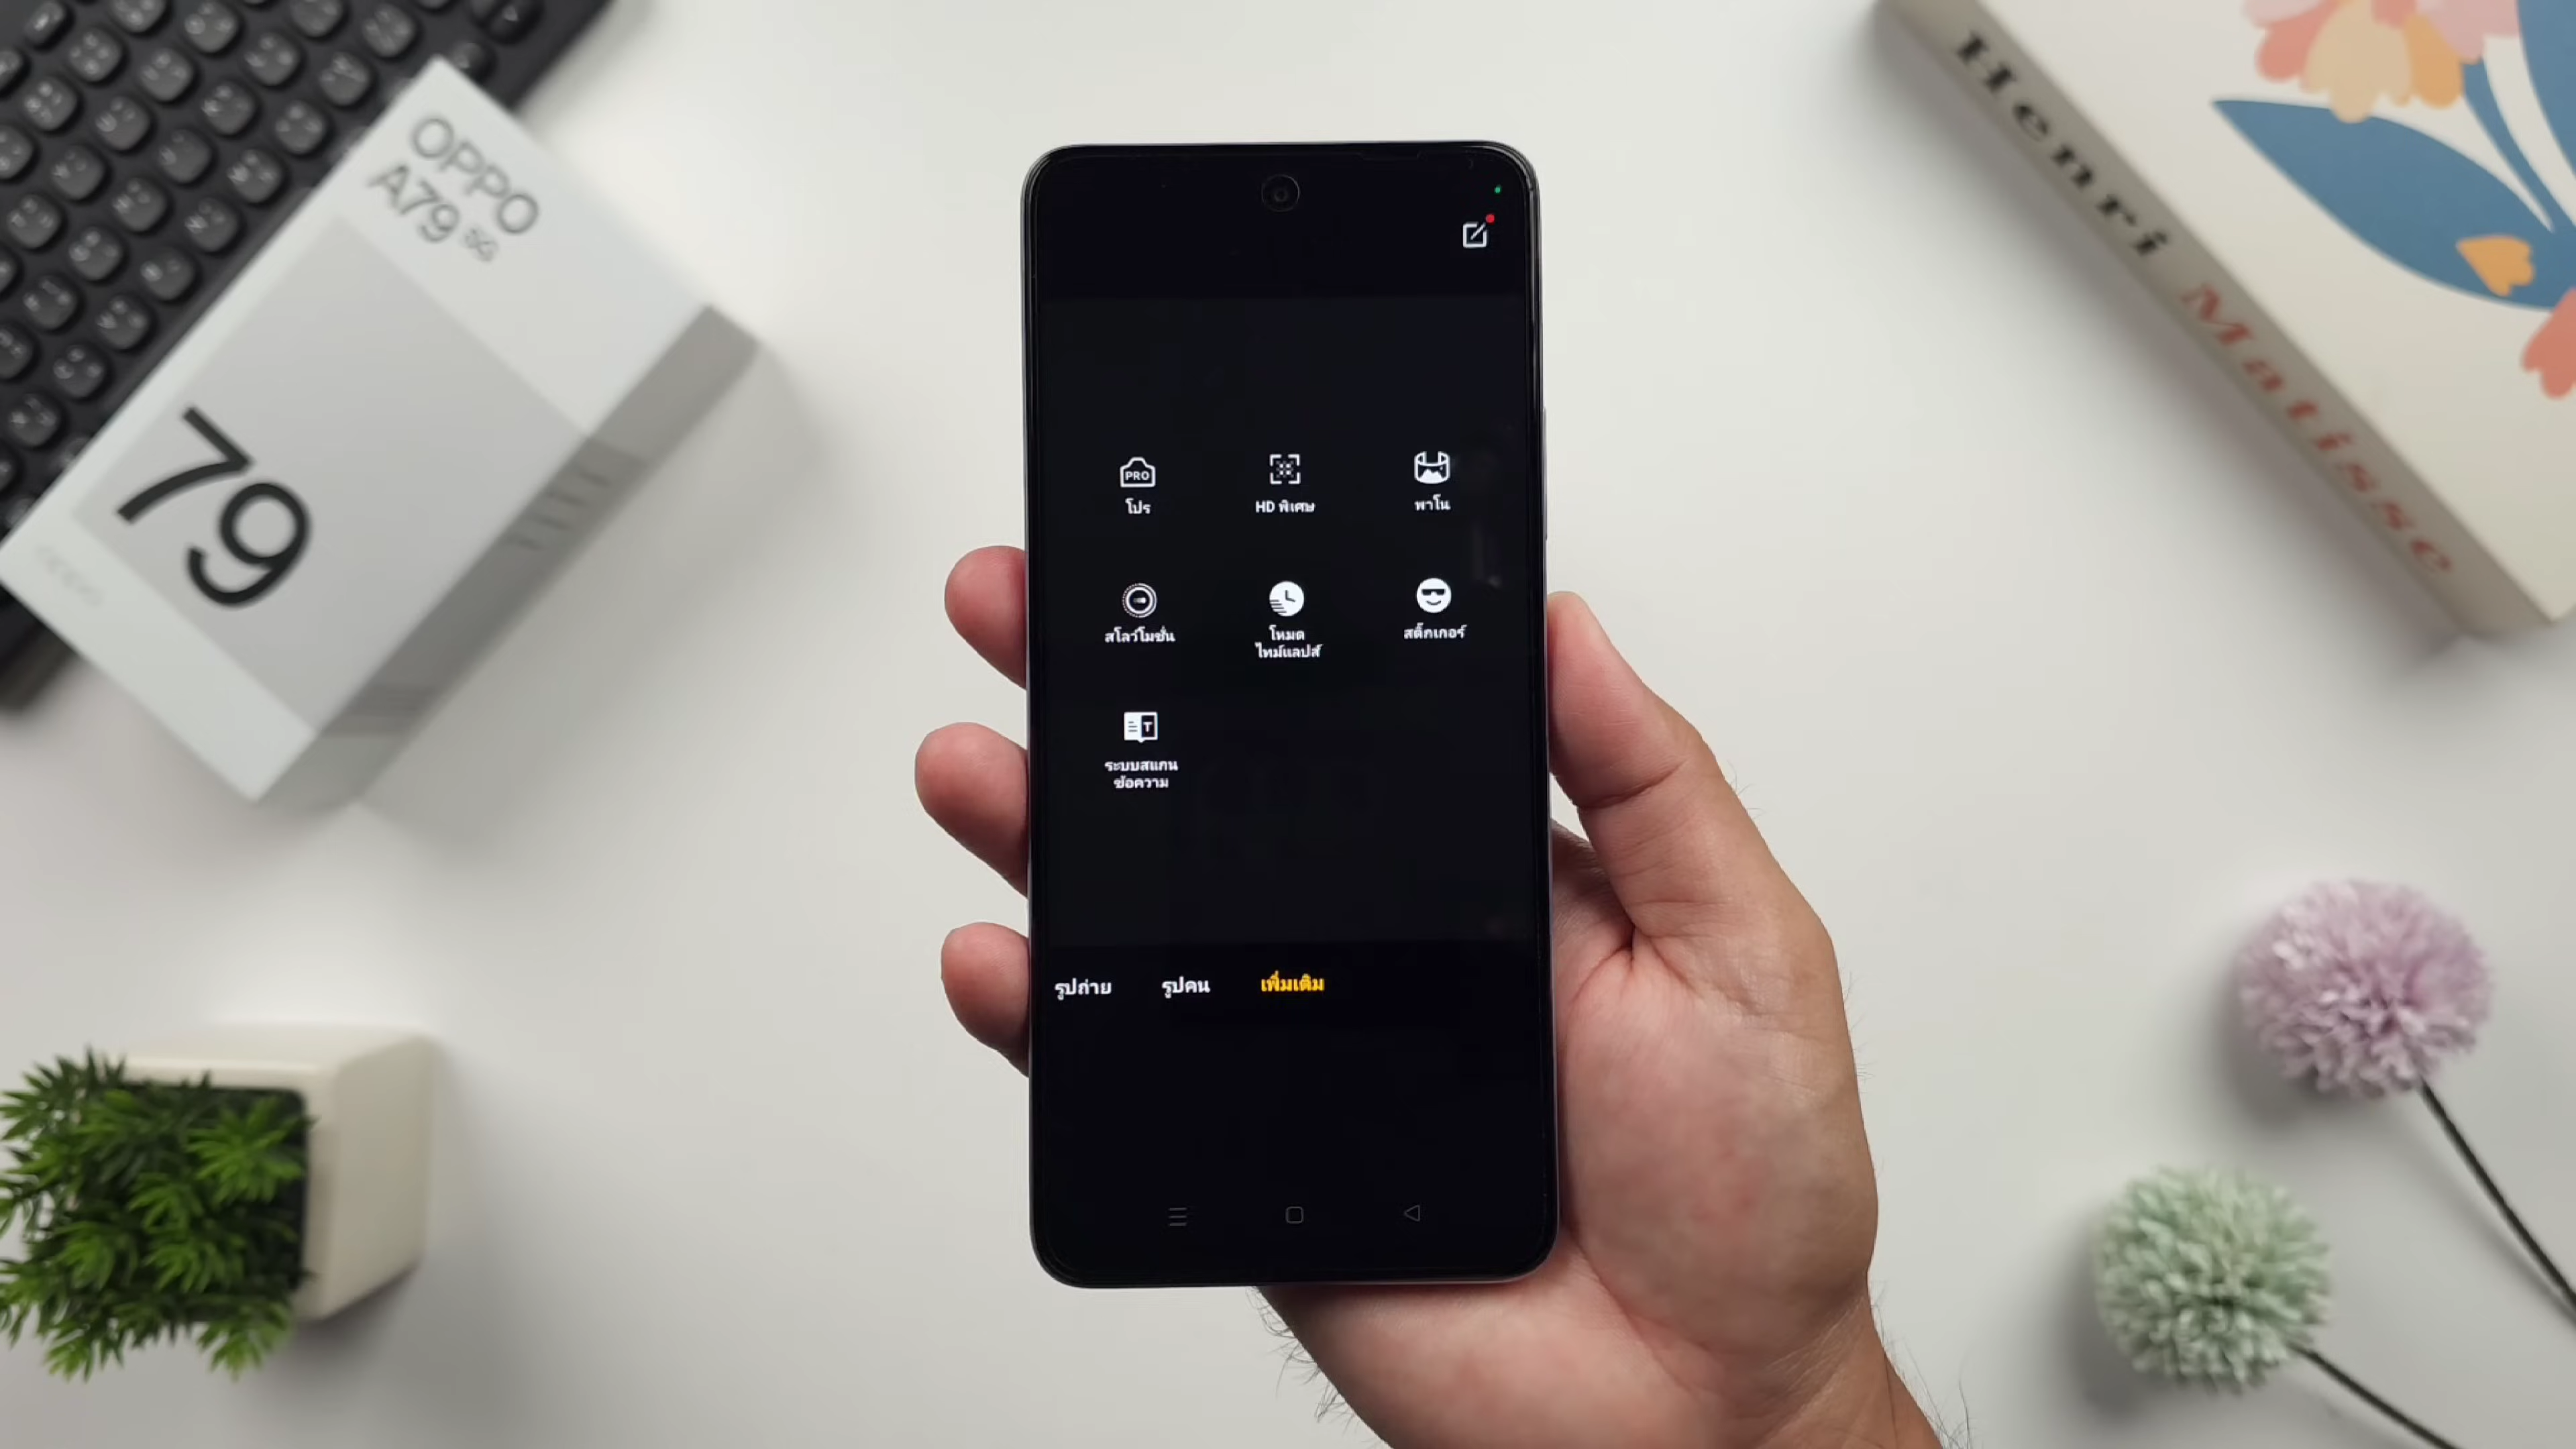 OPPO
A79 5G
79
Henri Matisse
PRO
โปร
HD พิเศษ
พาโน
สโลว์โมชั่น
โหมด
ไทม์แลปส์
สติ๊กเกอร์
T
ระบบสแกน
ข้อความ
รูปถ่าย
รูปคน
เพิ่มเติม